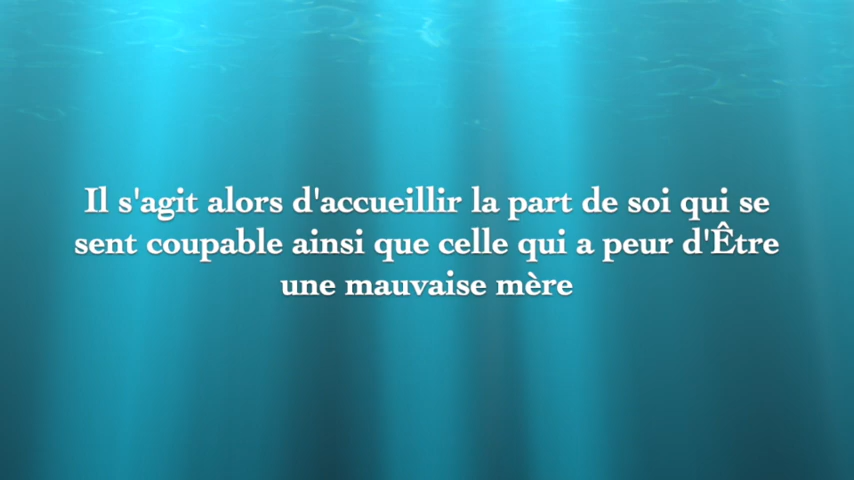 Il s'agit alors d'accueillir la part de soi qui se
sent coupable ainsi que celle qui a peur d'Être
une mauvaise mère